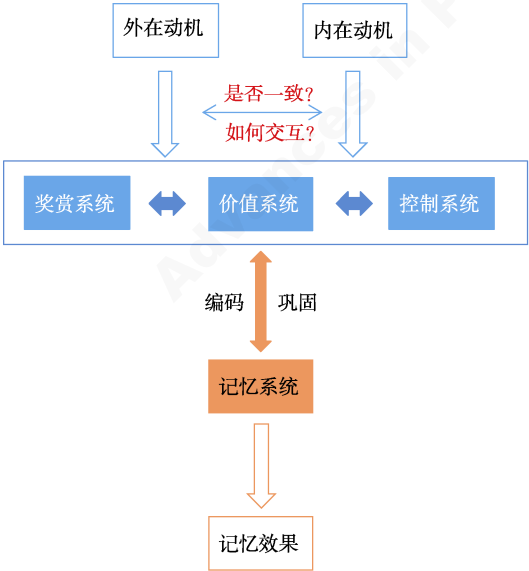 外在动机
内在动机
是否一致?
如何交互?
奖赏系统
价值系统
控制系统
编码
巩固
记忆系统
记忆效果
Advances in P